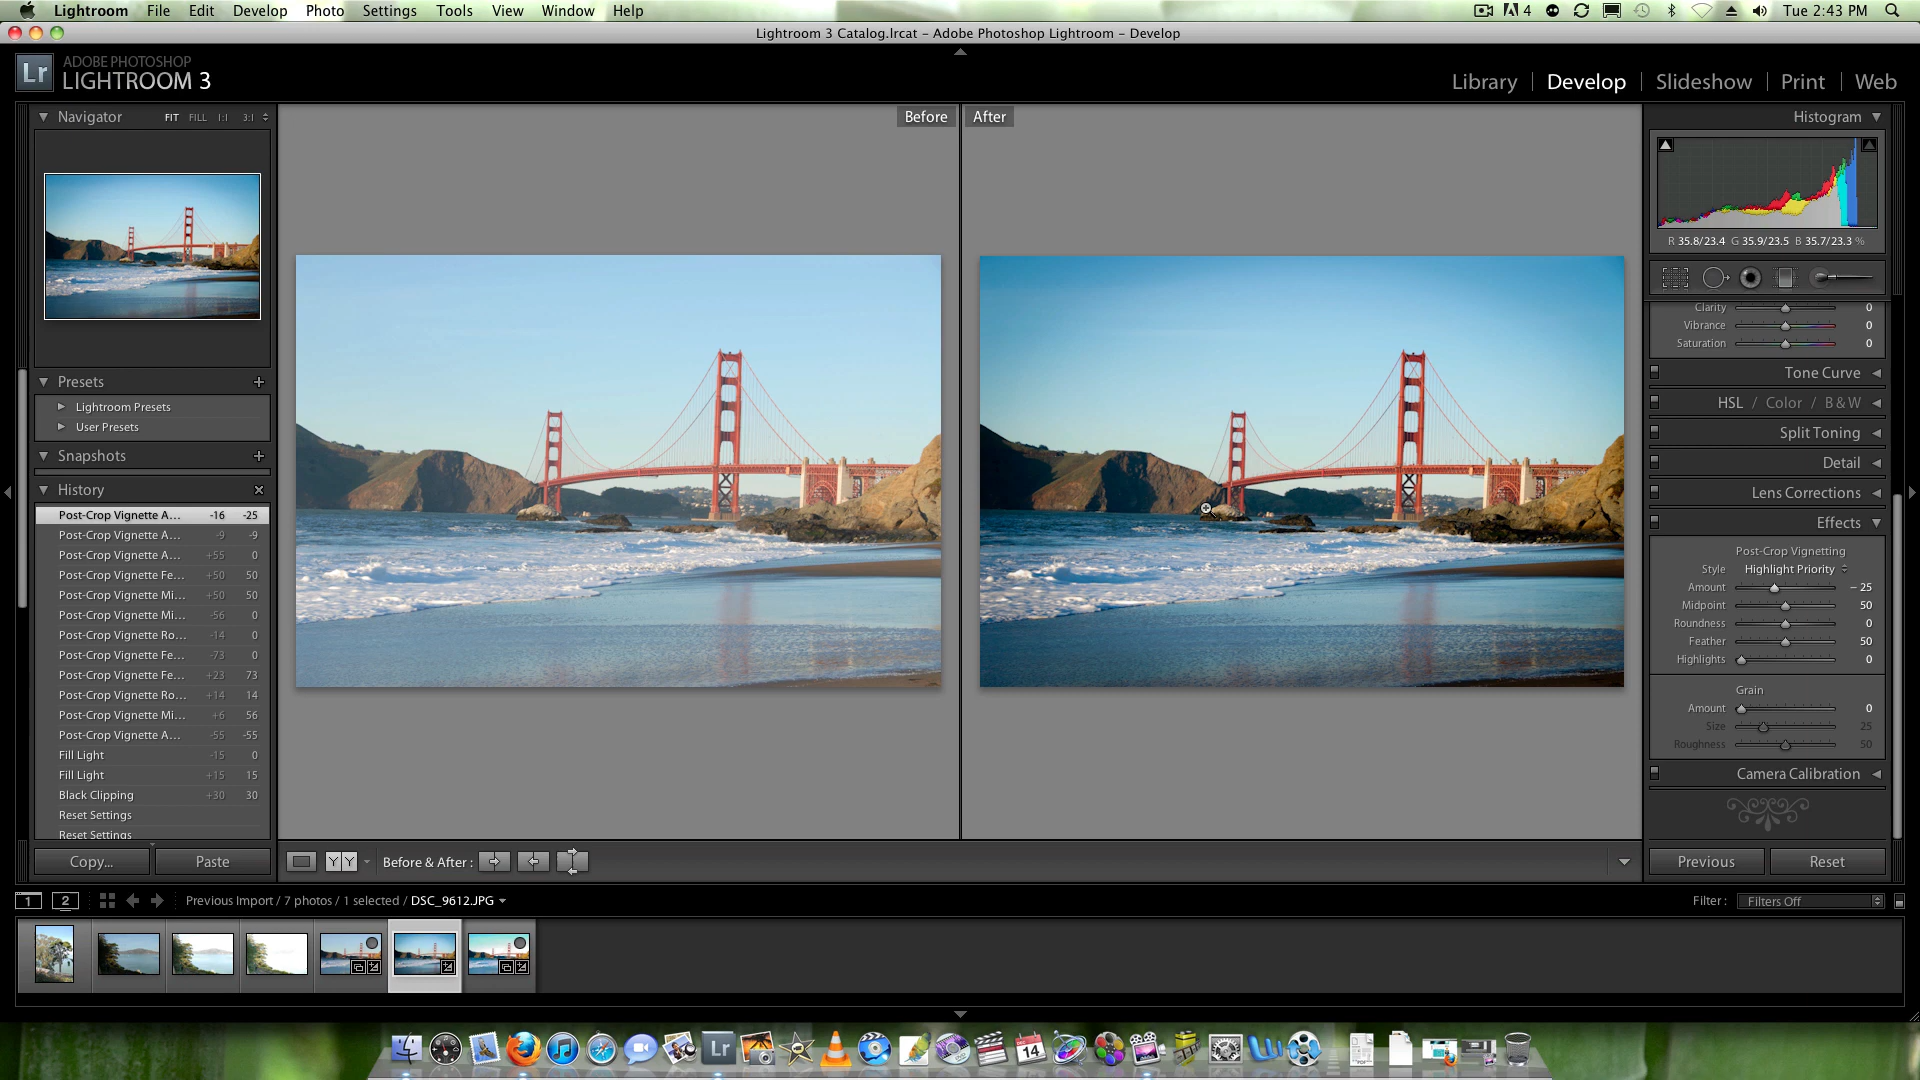 Lightroom File Edit Develop Photo Settings Tools View Window Help
4 Tue 2:43 PM
Lightroom 3 Catalog.lrcat – Adobe Photoshop Lightroom – Develop
Lr ADOBE PHOTOSHOP
LIGHTROOM 3
Library | Develop | Slideshow | Print | Web
Navigator FIT FILL 1:1 3:1
Before
After
Histogram
R 35.8/23.4 G 35.9/23.5 B 35.7/23.3 %
Clarity 0
Vibrance 0
Saturation 0
Tone Curve
HSL / Color / B & W
Split Toning
Detail
Lens Corrections
Effects
Post-Crop Vignetting
Style Highlight Priority
Amount – 25
Midpoint 50
Roundness 0
Feather 50
Highlights 0
Grain
Amount 0
Size 25
Roughness 50
Camera Calibration
Previous Reset
Presets +
Lightroom Presets
User Presets
Snapshots +
History ×
Post-Crop Vignette A... -16 -25
Post-Crop Vignette A... -9 -9
Post-Crop Vignette A... +55 0
Post-Crop Vignette Fe... +50 50
Post-Crop Vignette Mi... +50 50
Post-Crop Vignette Mi... -56 0
Post-Crop Vignette Ro... -14 0
Post-Crop Vignette Fe... -73 0
Post-Crop Vignette Fe... +23 73
Post-Crop Vignette Ro... +14 14
Post-Crop Vignette Mi... +6 56
Post-Crop Vignette A... -55 -55
Fill Light -15 0
Fill Light +15 15
Black Clipping +30 30
Reset Settings
Reset Settings
Copy... Paste
YY Before & After :
1 2 Previous Import / 7 photos / 1 selected / DSC_9612.JPG
Filter : Filters Off
Lr 14